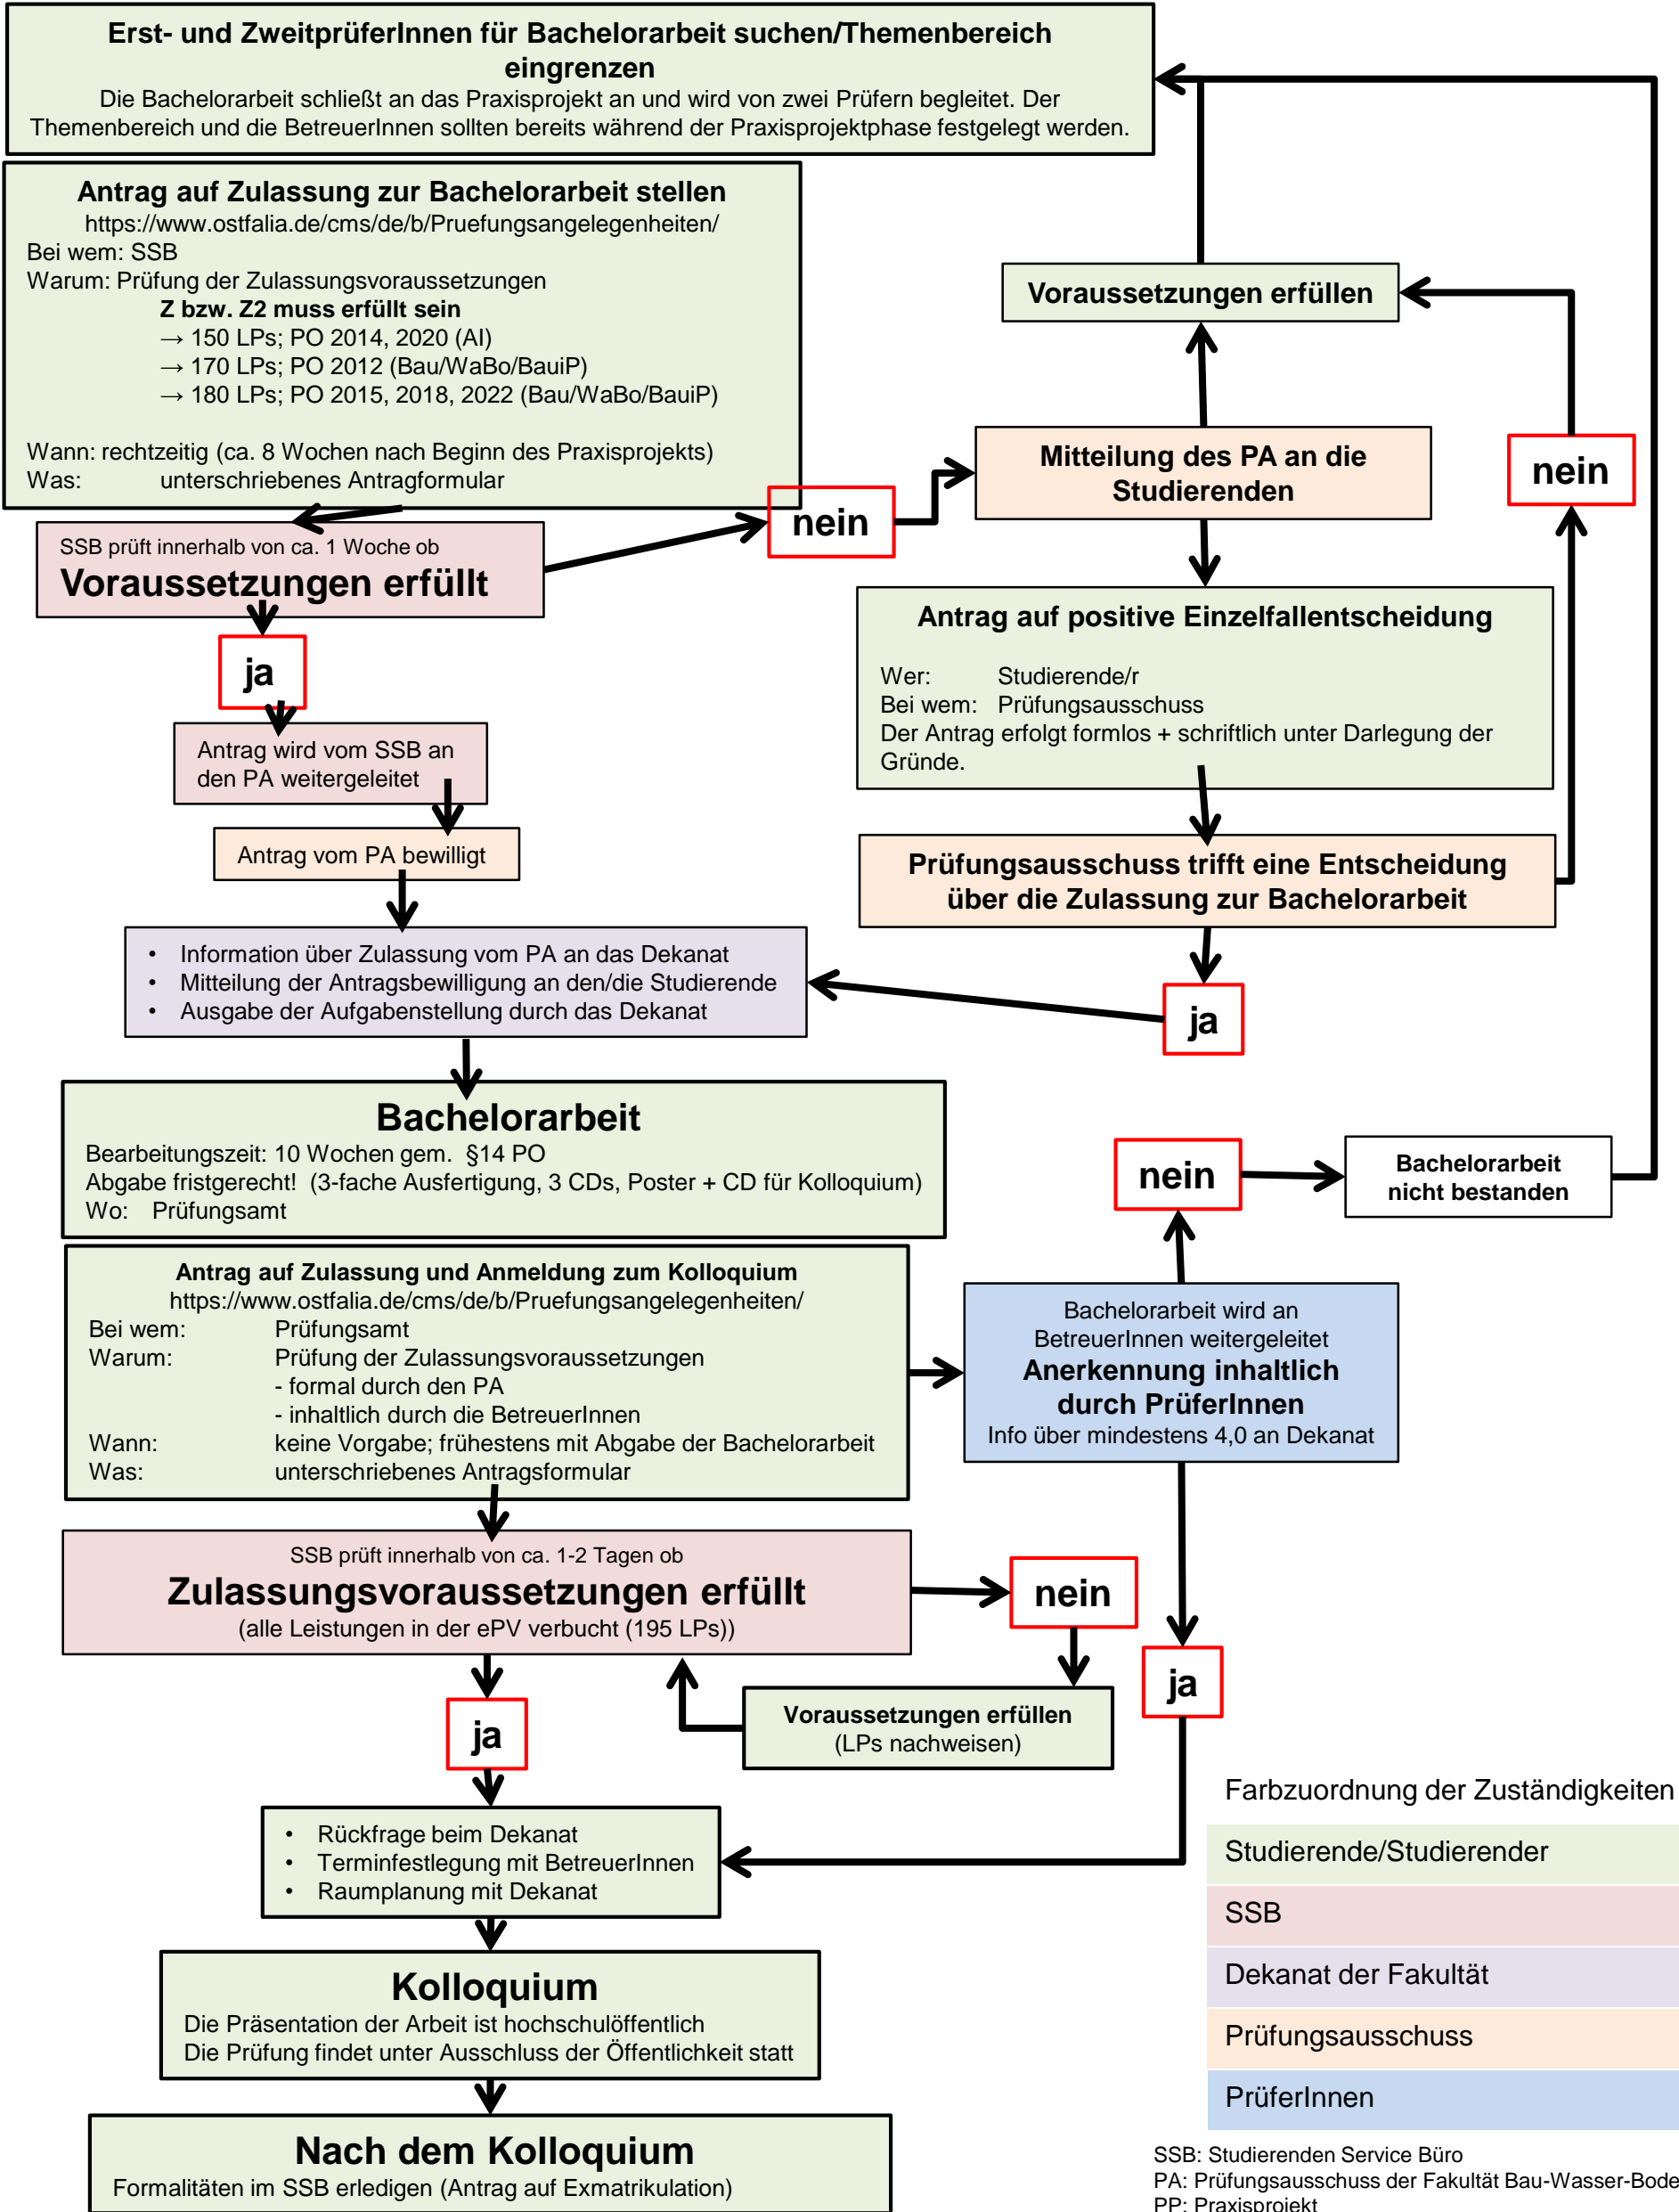 Erst- und ZweitprüferInnen für Bachelorarbeit suchen/Themenbereich
eingrenzen
Die Bachelorarbeit schließt an das Praxisprojekt an und wird von zwei Prüfern begleitet. Der
Themenbereich und die BetreuerInnen sollten bereits während der Praxisprojektphase festgelegt werden.
Antrag auf Zulassung zur Bachelorarbeit stellen
https://www.ostfalia.de/cms/de/b/Pruefungsangelegenheiten/
Bei wem: SSB
Warum: Prüfung der Zulassungsvoraussetzungen
Z bzw. Z2 muss erfüllt sein
→ 150 LPs; PO 2014, 2020 (AI)
→ 170 LPs; PO 2012 (Bau/WaBo/BauiP)
→ 180 LPs; PO 2015, 2018, 2022 (Bau/WaBo/BauiP)
Wann: rechtzeitig (ca. 8 Wochen nach Beginn des Praxisprojekts)
Was: unterschriebenes Antragformular
Voraussetzungen erfüllen
nein
Mitteilung des PA an die
Studierenden
nein
SSB prüft innerhalb von ca. 1 Woche ob
Voraussetzungen erfüllt
ja
Antrag auf positive Einzelfallentscheidung
Wer: Studierende/r
Bei wem: Prüfungsausschuss
Der Antrag erfolgt formlos + schriftlich unter Darlegung der
Gründe.
Antrag wird vom SSB an
den PA weitergeleitet
Antrag vom PA bewilligt
Prüfungsausschuss trifft eine Entscheidung
über die Zulassung zur Bachelorarbeit
• Information über Zulassung vom PA an das Dekanat
• Mitteilung der Antragsbewilligung an den/die Studierende
• Ausgabe der Aufgabenstellung durch das Dekanat
ja
Bachelorarbeit
Bearbeitungszeit: 10 Wochen gem. §14 PO
Abgabe fristgerecht! (3-fache Ausfertigung, 3 CDs, Poster + CD für Kolloquium)
Wo: Prüfungsamt
nein
Bachelorarbeit
nicht bestanden
Antrag auf Zulassung und Anmeldung zum Kolloquium
https://www.ostfalia.de/cms/de/b/Pruefungsangelegenheiten/
Bei wem: Prüfungsamt
Warum: Prüfung der Zulassungsvoraussetzungen
- formal durch den PA
- inhaltlich durch die BetreuerInnen
Wann: keine Vorgabe; frühestens mit Abgabe der Bachelorarbeit
Was: unterschriebenes Antragsformular
Bachelorarbeit wird an
BetreuerInnen weitergeleitet
Anerkennung inhaltlich
durch PrüferInnen
Info über mindestens 4,0 an Dekanat
SSB prüft innerhalb von ca. 1-2 Tagen ob
Zulassungsvoraussetzungen erfüllt
(alle Leistungen in der ePV verbucht (195 LPs))
nein
ja
Voraussetzungen erfüllen
(LPs nachweisen)
ja
• Rückfrage beim Dekanat
• Terminfestlegung mit BetreuerInnen
• Raumplanung mit Dekanat
Kolloquium
Die Präsentation der Arbeit ist hochschulöffentlich
Die Prüfung findet unter Ausschluss der Öffentlichkeit statt
Nach dem Kolloquium
Formalitäten im SSB erledigen (Antrag auf Exmatrikulation)
Farbzuordnung der Zuständigkeiten
Studierende/Studierender
SSB
Dekanat der Fakultät
Prüfungsausschuss
PrüferInnen
SSB: Studierenden Service Büro
PA: Prüfungsausschuss der Fakultät Bau-Wasser-Bode
PP: Praxisprojekt